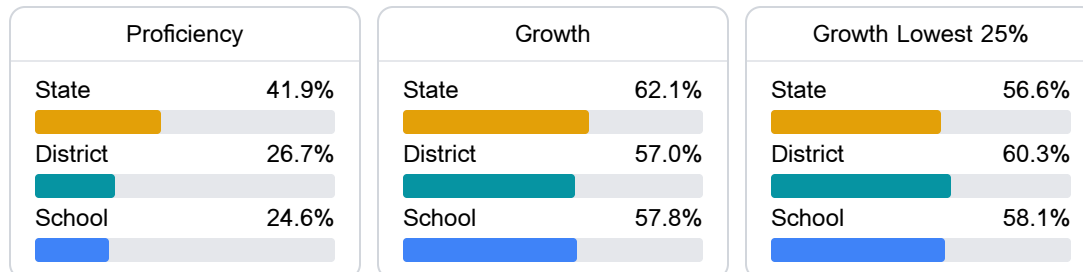 Proficiency
State 41.9%
District 26.7%
School 24.6%
Growth
State 62.1%
District 57.0%
School 57.8%
Growth Lowest 25%
State 56.6%
District 60.3%
School 58.1%